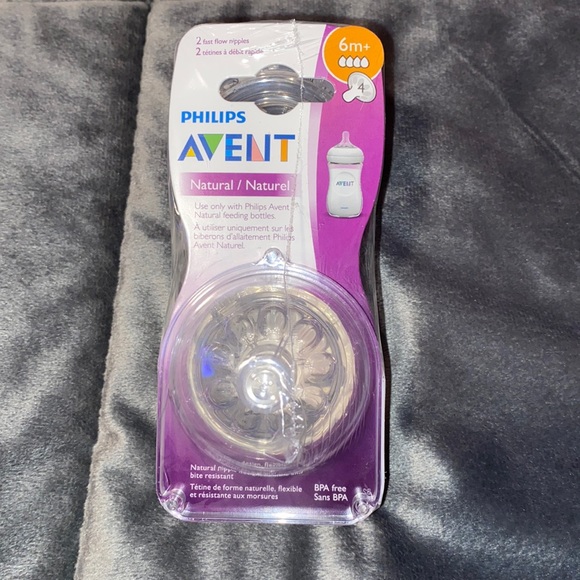 2 fast flow nipples
2 tétines à débit rapide
6m+
4
PHILIPS
AVENT
Natural / Naturel
AVENT
Use only with Philips Avent
Natural feeding bottles.
À utiliser uniquement sur les
biberons d'allaitement Philips
Avent Naturel.
Natural nipple
bite resistant
Tétine de forme naturelle, flexible
et résistante aux morsures
BPA free
Sans BPA